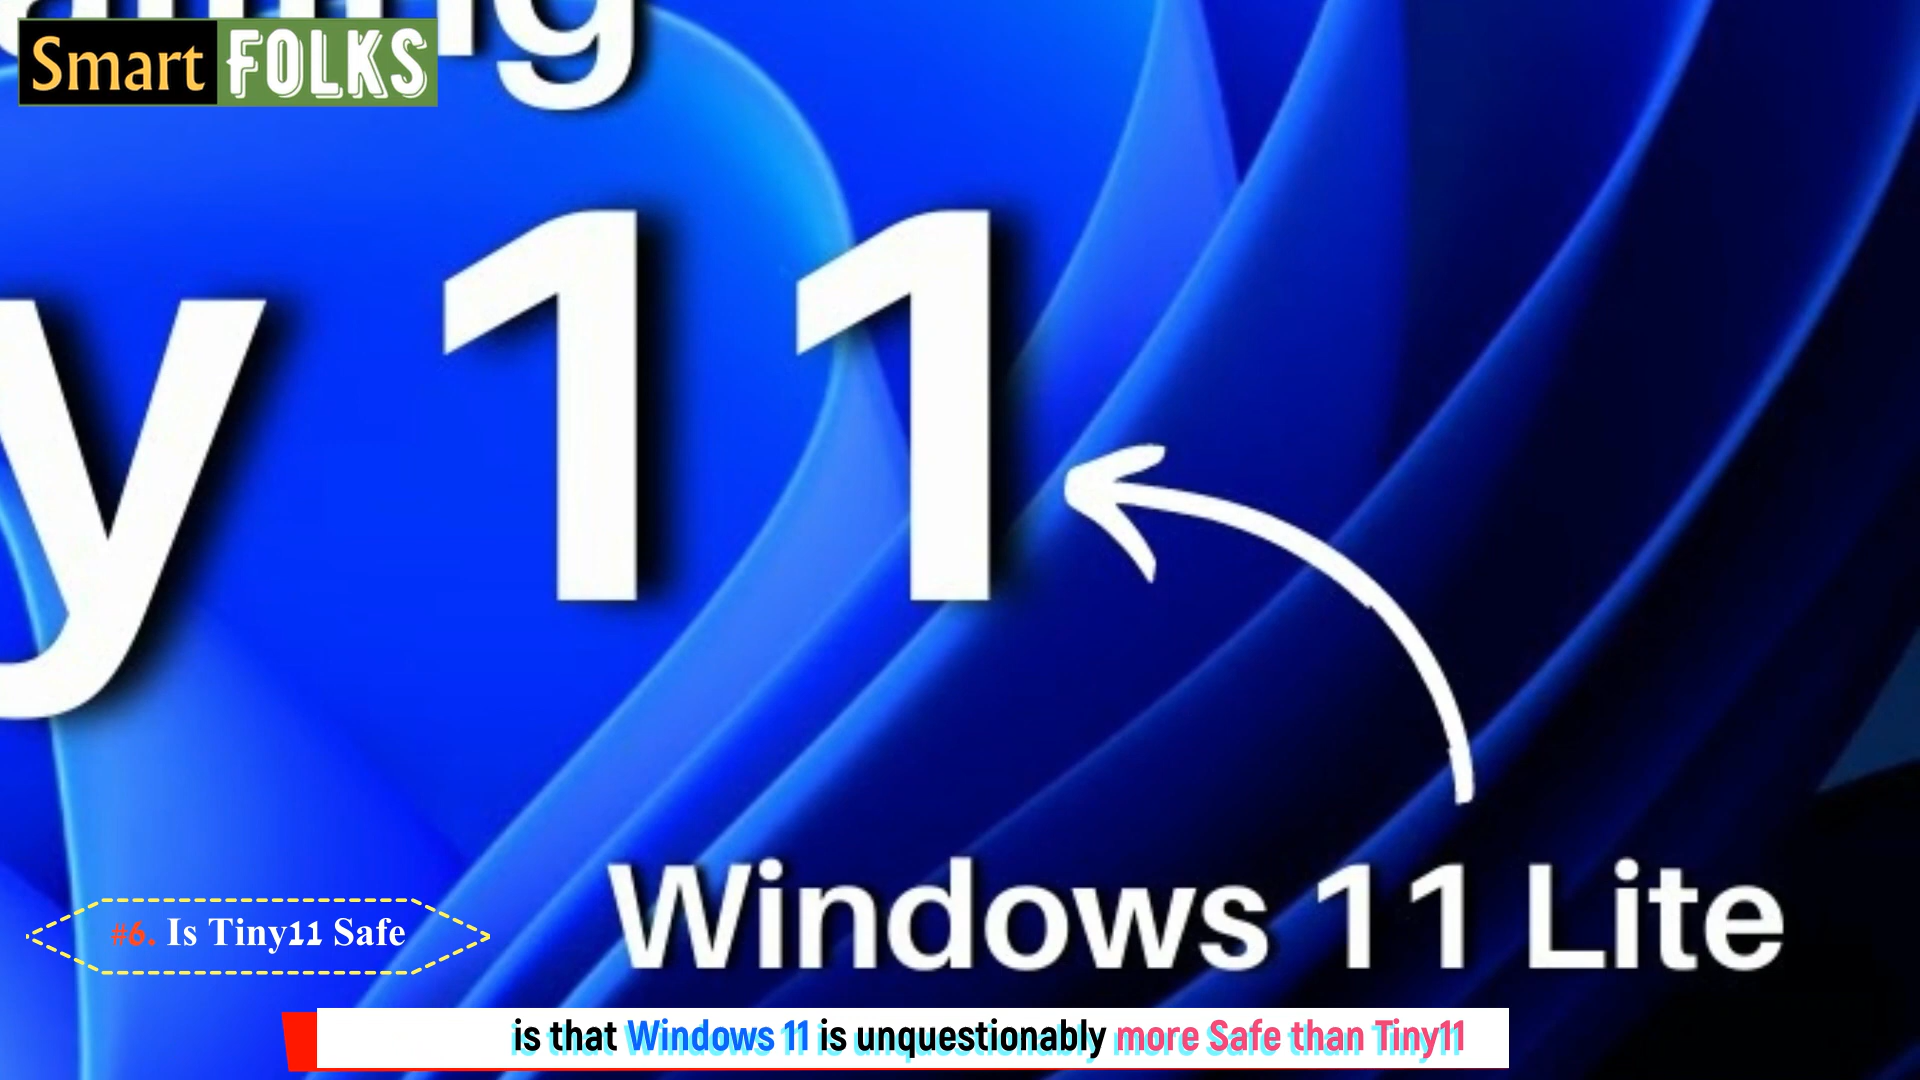 Smart FOLKS
y 11
Windows 11 Lite
#6. Is Tiny11 Safe
is that Windows 11 is unquestionably more Safe than Tiny11